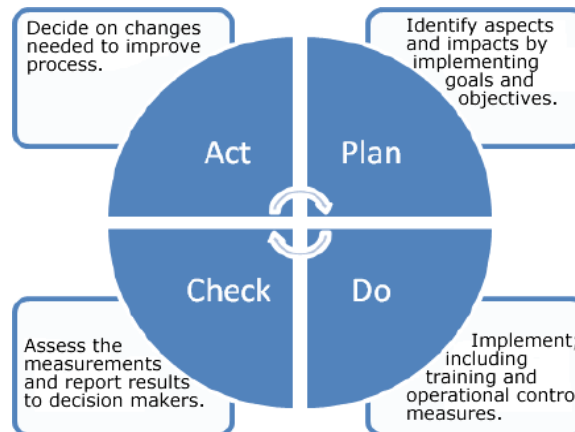 Decide on changes
needed to improve
process.
Identify aspects
and impacts by
implementing
goals and
objectives.
Act
Plan
Check
Do
Assess the
measurements
and report results
to decision makers.
Implement;
including
training and
operational contro
measures.